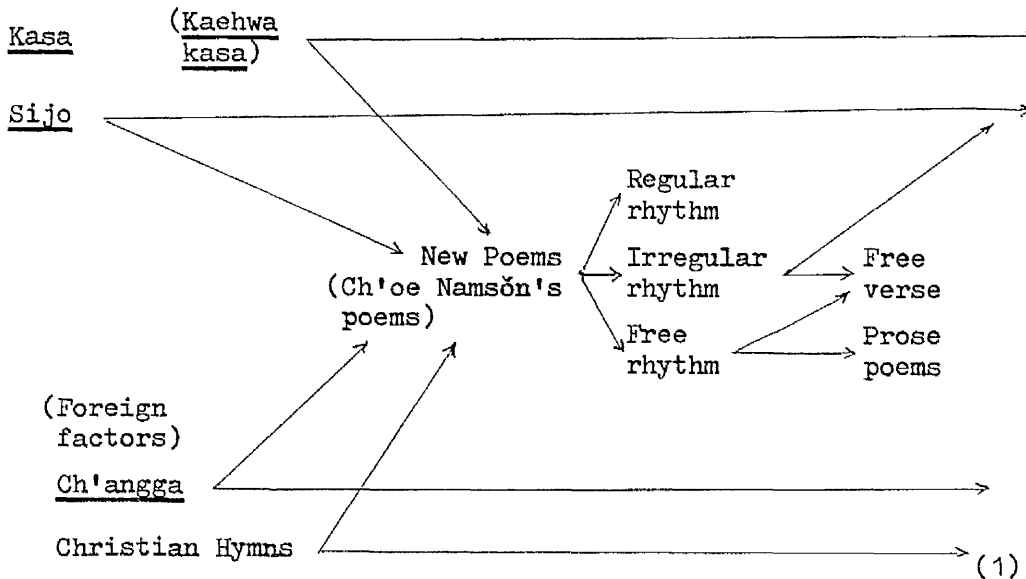 Kasa
(Kaehwa
kasa)
Sijo
New Poems
(Ch'oe Namsŏn's
poems)
Regular
rhythm
Irregular
rhythm
Free
rhythm
Free
verse
Prose
poems
(Foreign
factors)
Ch'angga
Christian Hymns
(1)